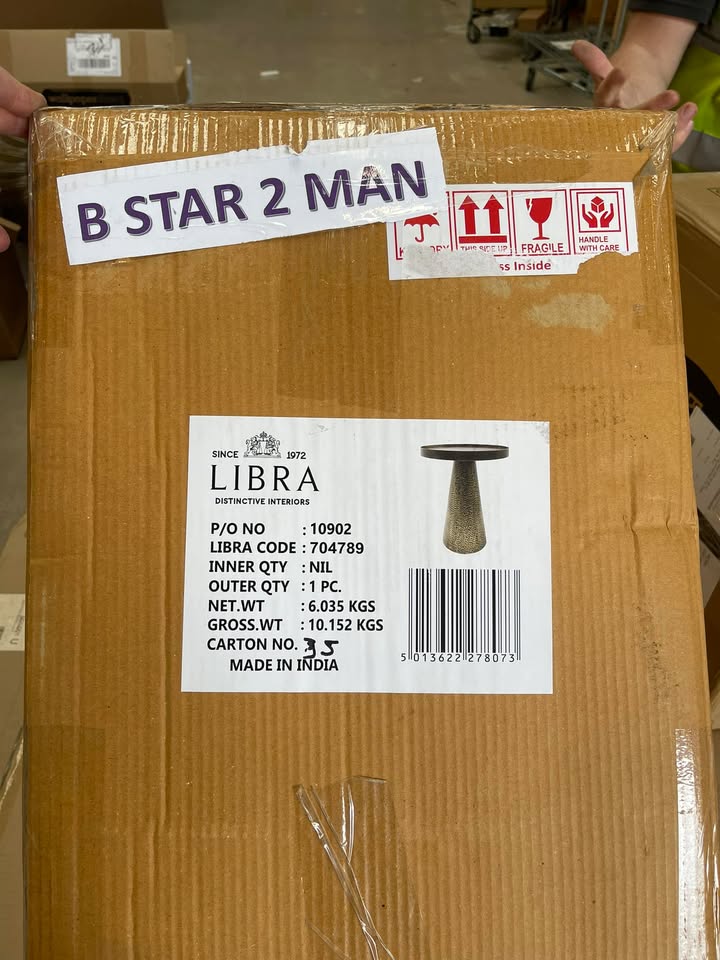 B STAR 2 MAN
THIS SIDE UP
FRAGILE
HANDLE
WITH CARE
ss Inside
SINCE 1972
LIBRA
DISTINCTIVE INTERIORS
P/O NO : 10902
LIBRA CODE : 704789
INNER QTY : NIL
OUTER QTY : 1 PC.
NET.WT : 6.035 KGS
GROSS.WT : 10.152 KGS
CARTON NO. 35
MADE IN INDIA
5 013622 278073